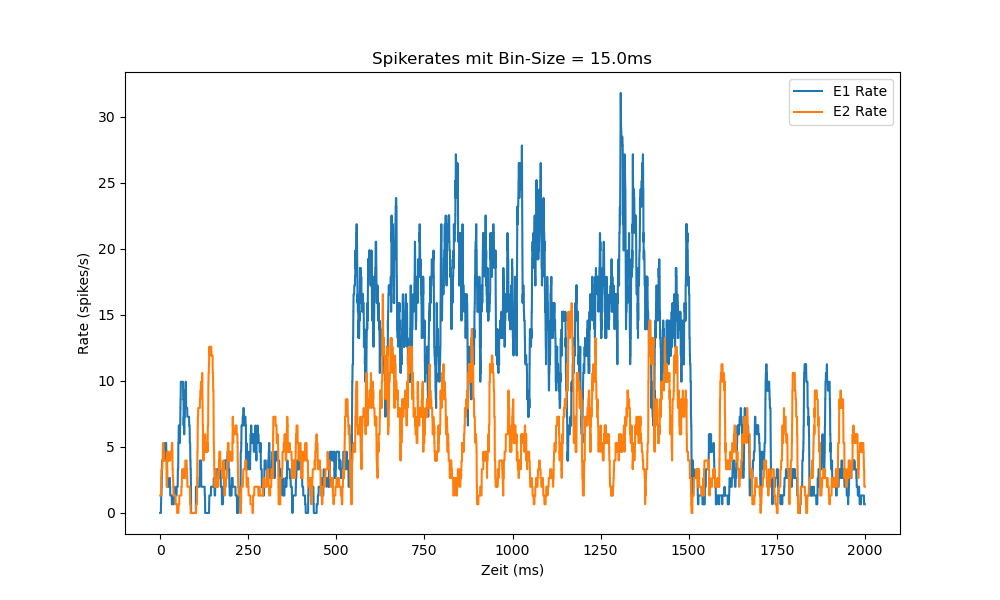 Spikerates mit Bin-Size = 15.0ms
E1 Rate
E2 Rate
Rate (spikes/s)
30
25
20
15
10
5
0
0 250 500 750 1000 1250 1500 1750 2000
Zeit (ms)